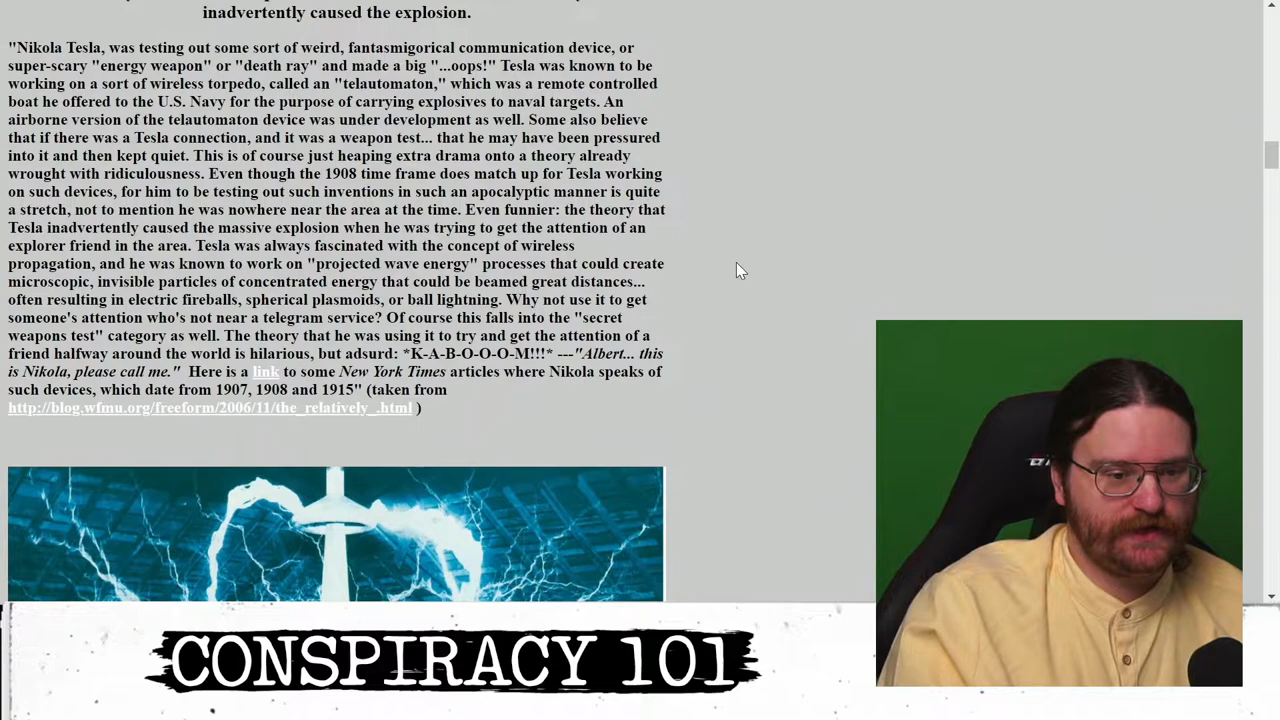 inadvertently caused the explosion.
"Nikola Tesla, was testing out some sort of weird, fantasmigorical communication device, or
super-scary "energy weapon" or "death ray" and made a big "...oops!" Tesla was known to be
working on a sort of wireless torpedo, called an "telautomaton," which was a remote controlled
boat he offered to the U.S. Navy for the purpose of carrying explosives to naval targets. An
airborne version of the telautomaton device was under development as well. Some also believe
that if there was a Tesla connection, and it was a weapon test... that he may have been pressured
into it and then kept quiet. This is of course just heaping extra drama onto a theory already
wrought with ridiculousness. Even though the 1908 time frame does match up for Tesla working
on such devices, for him to be testing out such inventions in such an apocalyptic manner is quite
a stretch, not to mention he was nowhere near the area at the time. Even funnier: the theory that
Tesla inadvertently caused the massive explosion when he was trying to get the attention of an
explorer friend in the area. Tesla was always fascinated with the concept of wireless
propagation, and he was known to work on "projected wave energy" processes that could create
microscopic, invisible particles of concentrated energy that could be beamed great distances...
often resulting in electric fireballs, spherical plasmoids, or ball lightning. Why not use it to get
someone's attention who's not near a telegram service? Of course this falls into the "secret
weapons test" category as well. The theory that he was using it to try and get the attention of a
friend halfway around the world is hilarious, but adsurd: *K-A-B-O-O-O-M!!!* ---"Albert... this
is Nikola, please call me." Here is a link to some New York Times articles where Nikola speaks of
such devices, which date from 1907, 1908 and 1915" (taken from
http://blog.wfmu.org/freeform/2006/11/the_relatively_.html )
CONSPIRACY 101